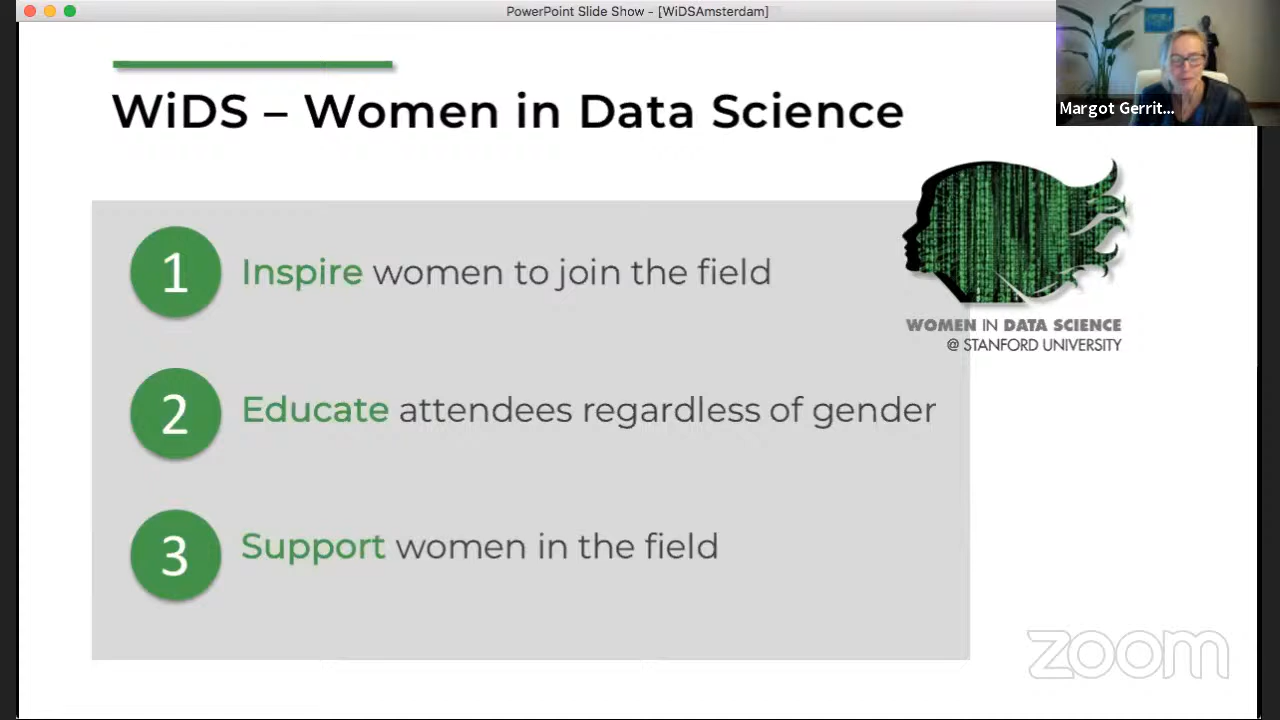 PowerPoint Slide Show - [WiDSAmsterdam]
Margot Gerrit...
WiDS – Women in Data Science
WOMEN IN DATA SCIENCE
@ STANFORD UNIVERSITY
1 Inspire women to join the field
2 Educate attendees regardless of gender
3 Support women in the field
zoom